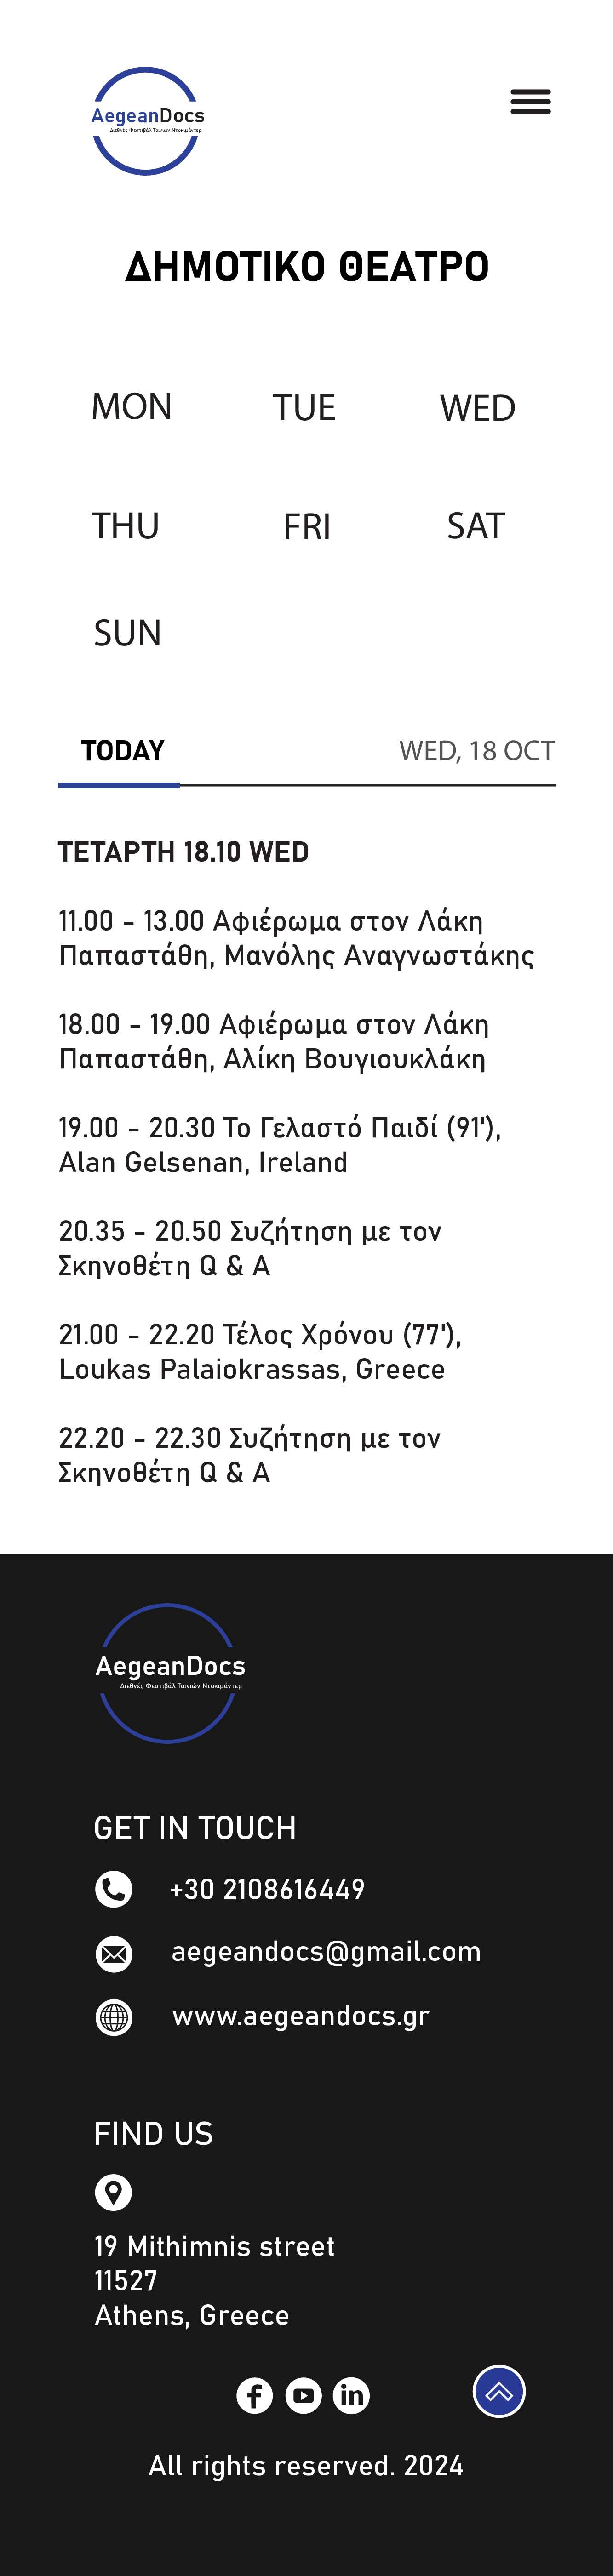 AegeanDocs
Διεθνές Φεστιβάλ Ταινιών Ντοκιμάντερ
ΔΗΜΟΤΙΚΟ ΘΕΑΤΡΟ
MON TUE WED
THU FRI SAT
SUN
TODAY WED, 18 OCT
ΤΕΤΑΡΤΗ 18.10 WED
11.00 - 13.00 Αφιέρωμα στον Λάκη
Παπαστάθη, Μανόλης Αναγνωστάκης
18.00 - 19.00 Αφιέρωμα στον Λάκη
Παπαστάθη, Αλίκη Βουγιουκλάκη
19.00 - 20.30 Το Γελαστό Παιδί (91'),
Alan Gelsenan, Ireland
20.35 - 20.50 Συζήτηση με τον
Σκηνοθέτη Q & A
21.00 - 22.20 Τέλος Χρόνου (77'),
Loukas Palaiokrassas, Greece
22.20 - 22.30 Συζήτηση με τον
Σκηνοθέτη Q & A
AegeanDocs
Διεθνές Φεστιβάλ Ταινιών Ντοκιμάντερ
GET IN TOUCH
+30 2108616449
aegeandocs@gmail.com
www.aegeandocs.gr
FIND US
19 Mithimnis street
11527
Athens, Greece
f in
All rights reserved. 2024